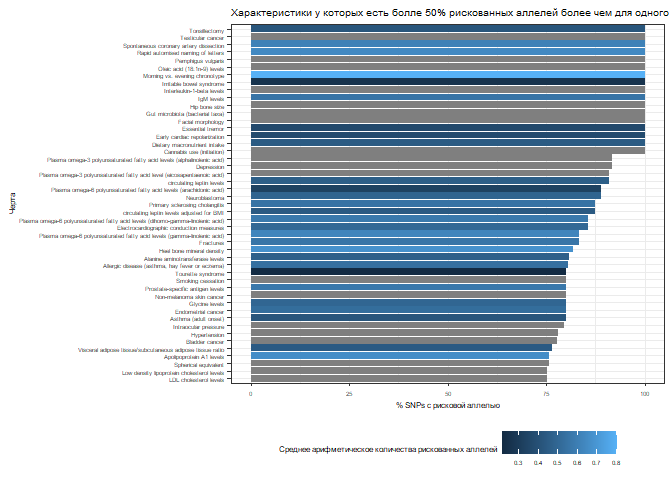 Характеристики у которых есть болле 50% рискованных аллелей более чем для одного
Черта
Tonsillectomy
Testicular cancer
Spontaneous coronary artery dissection
Rapid automised naming of letters
Pemphigus vulgaris
Oleic acid (18:1n-9) levels
Morning vs. evening chronotype
Irritable bowel syndrome
Interleukin-1-beta levels
IgM levels
Hip bone size
Gut microbiota (bacterial taxa)
Facial morphology
Essential tremor
Early cardiac repolarization
Dietary macronutrient intake
Cannabis use (initiation)
Plasma omega-3 polyunsaturated fatty acid levels (alphalinolenic acid)
Depression
Plasma omega-3 polyunsaturated fatty acid level (eicosapentaenoic acid)
circulating leptin levels
Plasma omega-6 polyunsaturated fatty acid levels (arachidonic acid)
Neuroblastoma
Primary sclerosing cholangitis
circulating leptin levels adjusted for BMI
Plasma omega-6 polyunsaturated fatty acid levels (dihomo-gamma-linolenic acid)
Electrocardiographic conduction measures
Plasma omega-6 polyunsaturated fatty acid levels (gamma-linolenic acid)
Fractures
Heel bone mineral density
Alanine aminotransferase levels
Allergic disease (asthma, hay fever or eczema)
Tourette syndrome
Smoking cessation
Prostate-specific antigen levels
Non-melanoma skin cancer
Glycine levels
Endometrial cancer
Asthma (adult onset)
Intraocular pressure
Hypertension
Bladder cancer
Visceral adipose tissue/subcutaneous adipose tissue ratio
Apolipoprotein A1 levels
Spherical equivalent
Low density lipoprotein cholesterol levels
LDL cholesterol levels
0 25 50 75 100
% SNPs с рисковой аллелью
Среднее арифметическое количества рискованных аллелей
0.3 0.4 0.5 0.6 0.7 0.8